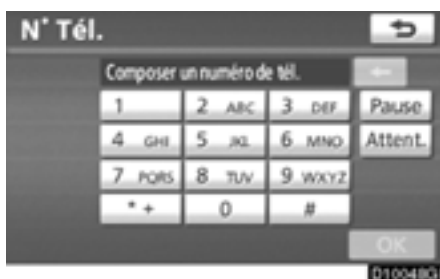 N° Tél.
Composer un numéro de tél.
1 2 ABC 3 DEF Pause
4 GHI 5 JKL 6 MNO Attent.
7 PQRS 8 TUV 9 WXYZ
* + 0 #
OK
D10048G